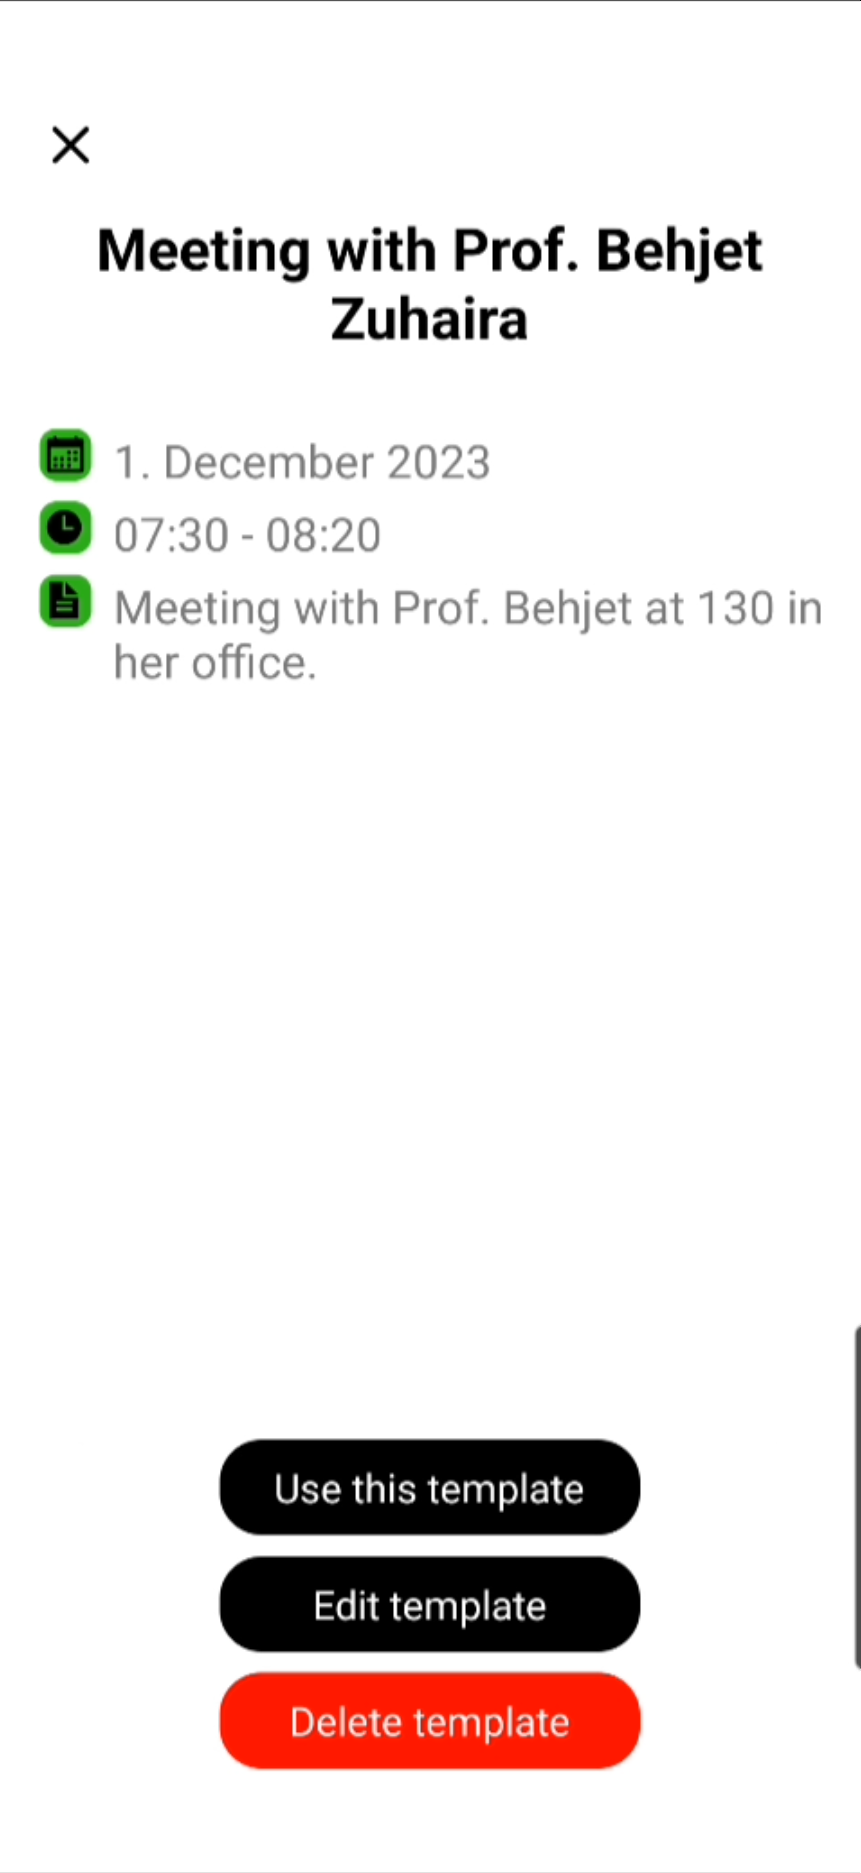 Meeting with Prof. Behjet
Zuhaira
1. December 2023
07:30 - 08:20
Meeting with Prof. Behjet at 130 in
her office.
Use this template
Edit template
Delete template